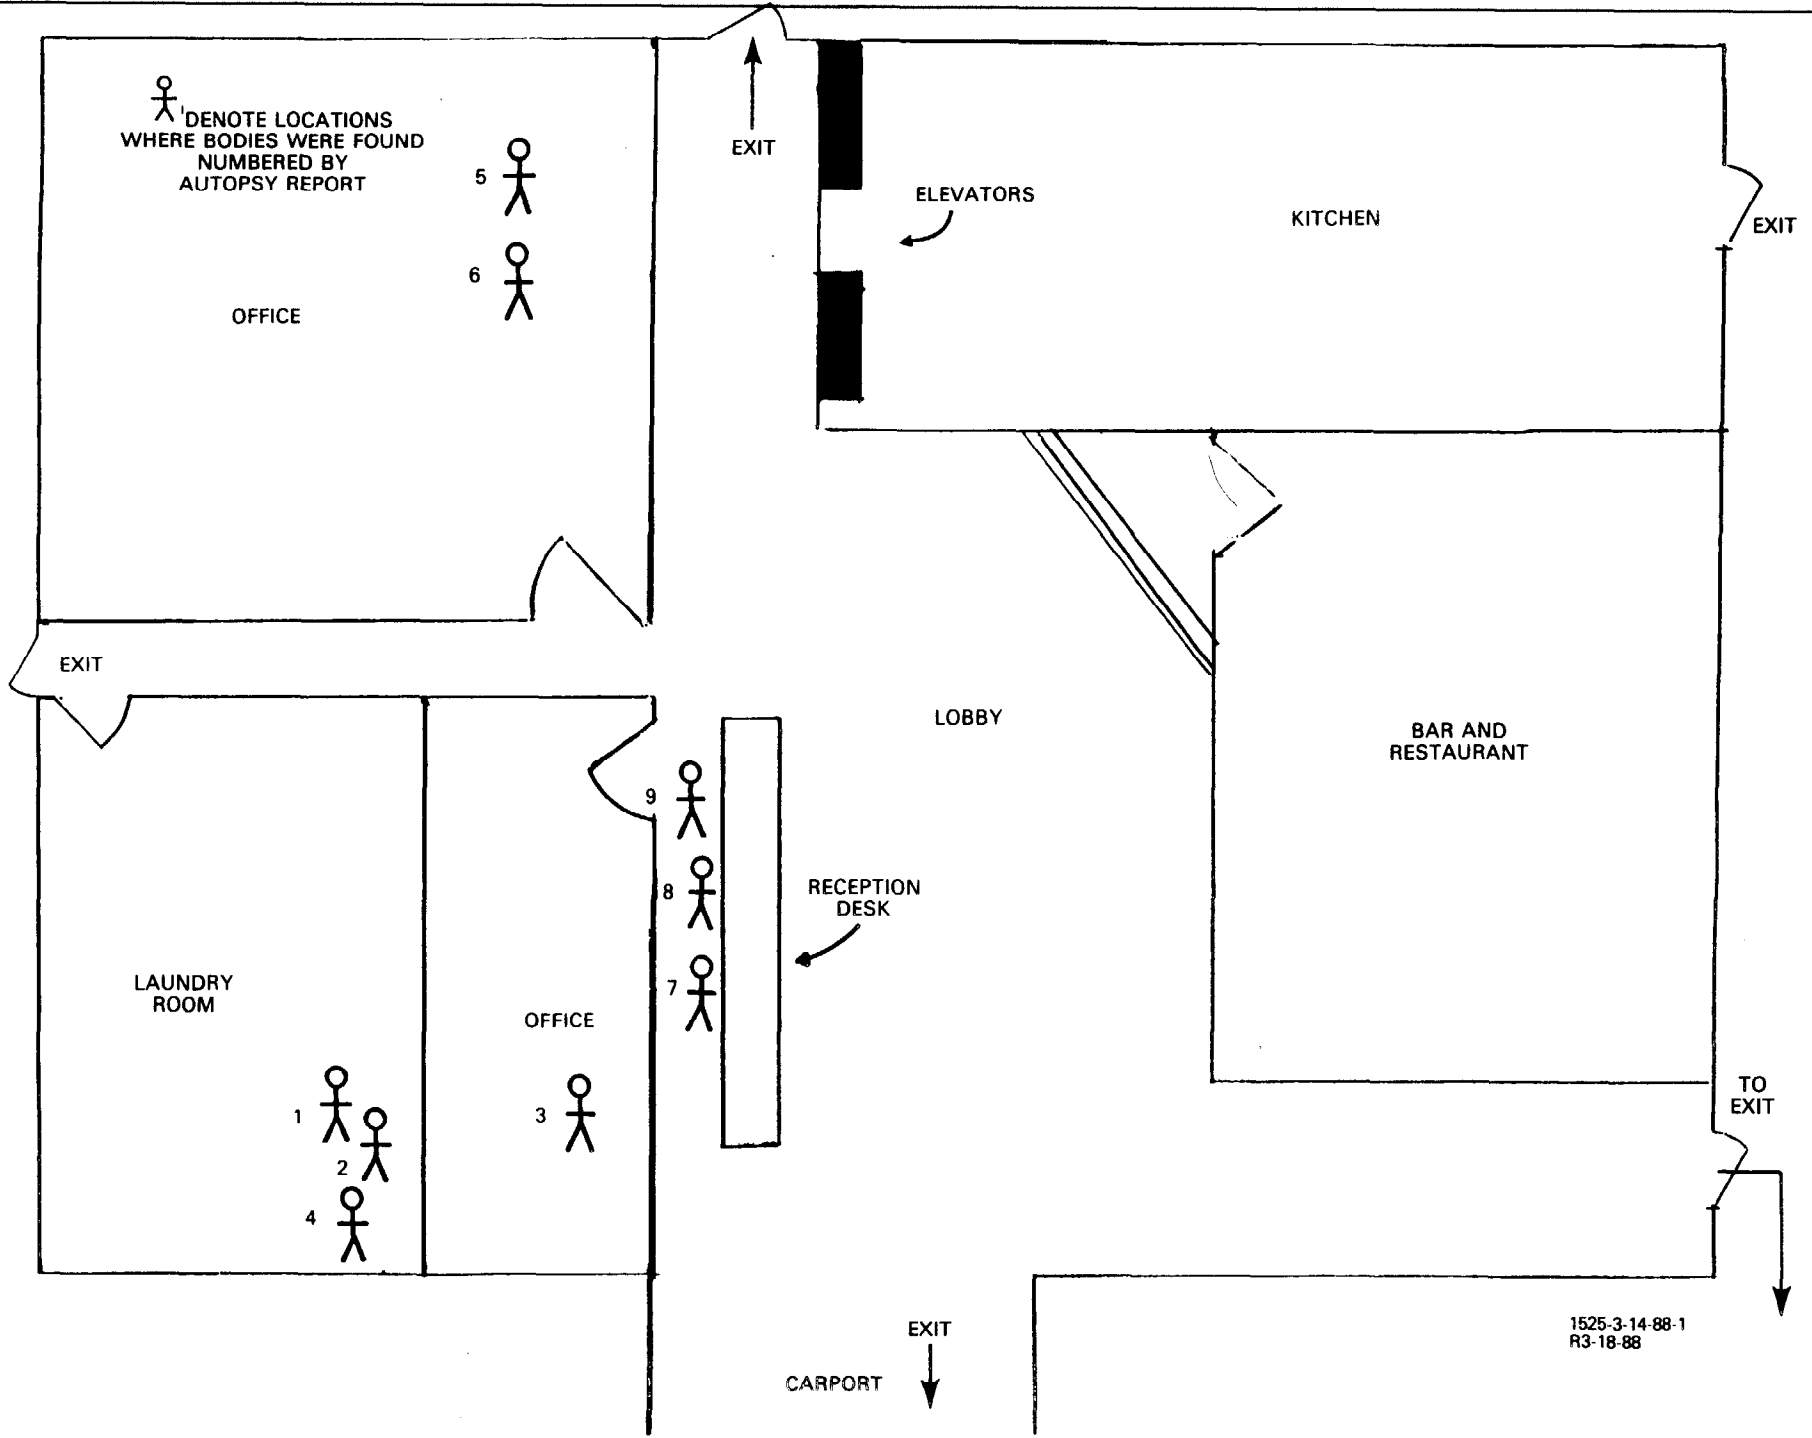 DENOTE LOCATIONS
WHERE BODIES WERE FOUND
NUMBERED BY
AUTOPSY REPORT
5
6
OFFICE
EXIT
ELEVATORS
KITCHEN
EXIT
EXIT
LOBBY
BAR AND
RESTAURANT
9
8
7
RECEPTION
DESK
LAUNDRY
ROOM
OFFICE
1
2
4
3
TO
EXIT
EXIT
CARPORT
1525-3-14-88-1
R3-18-88